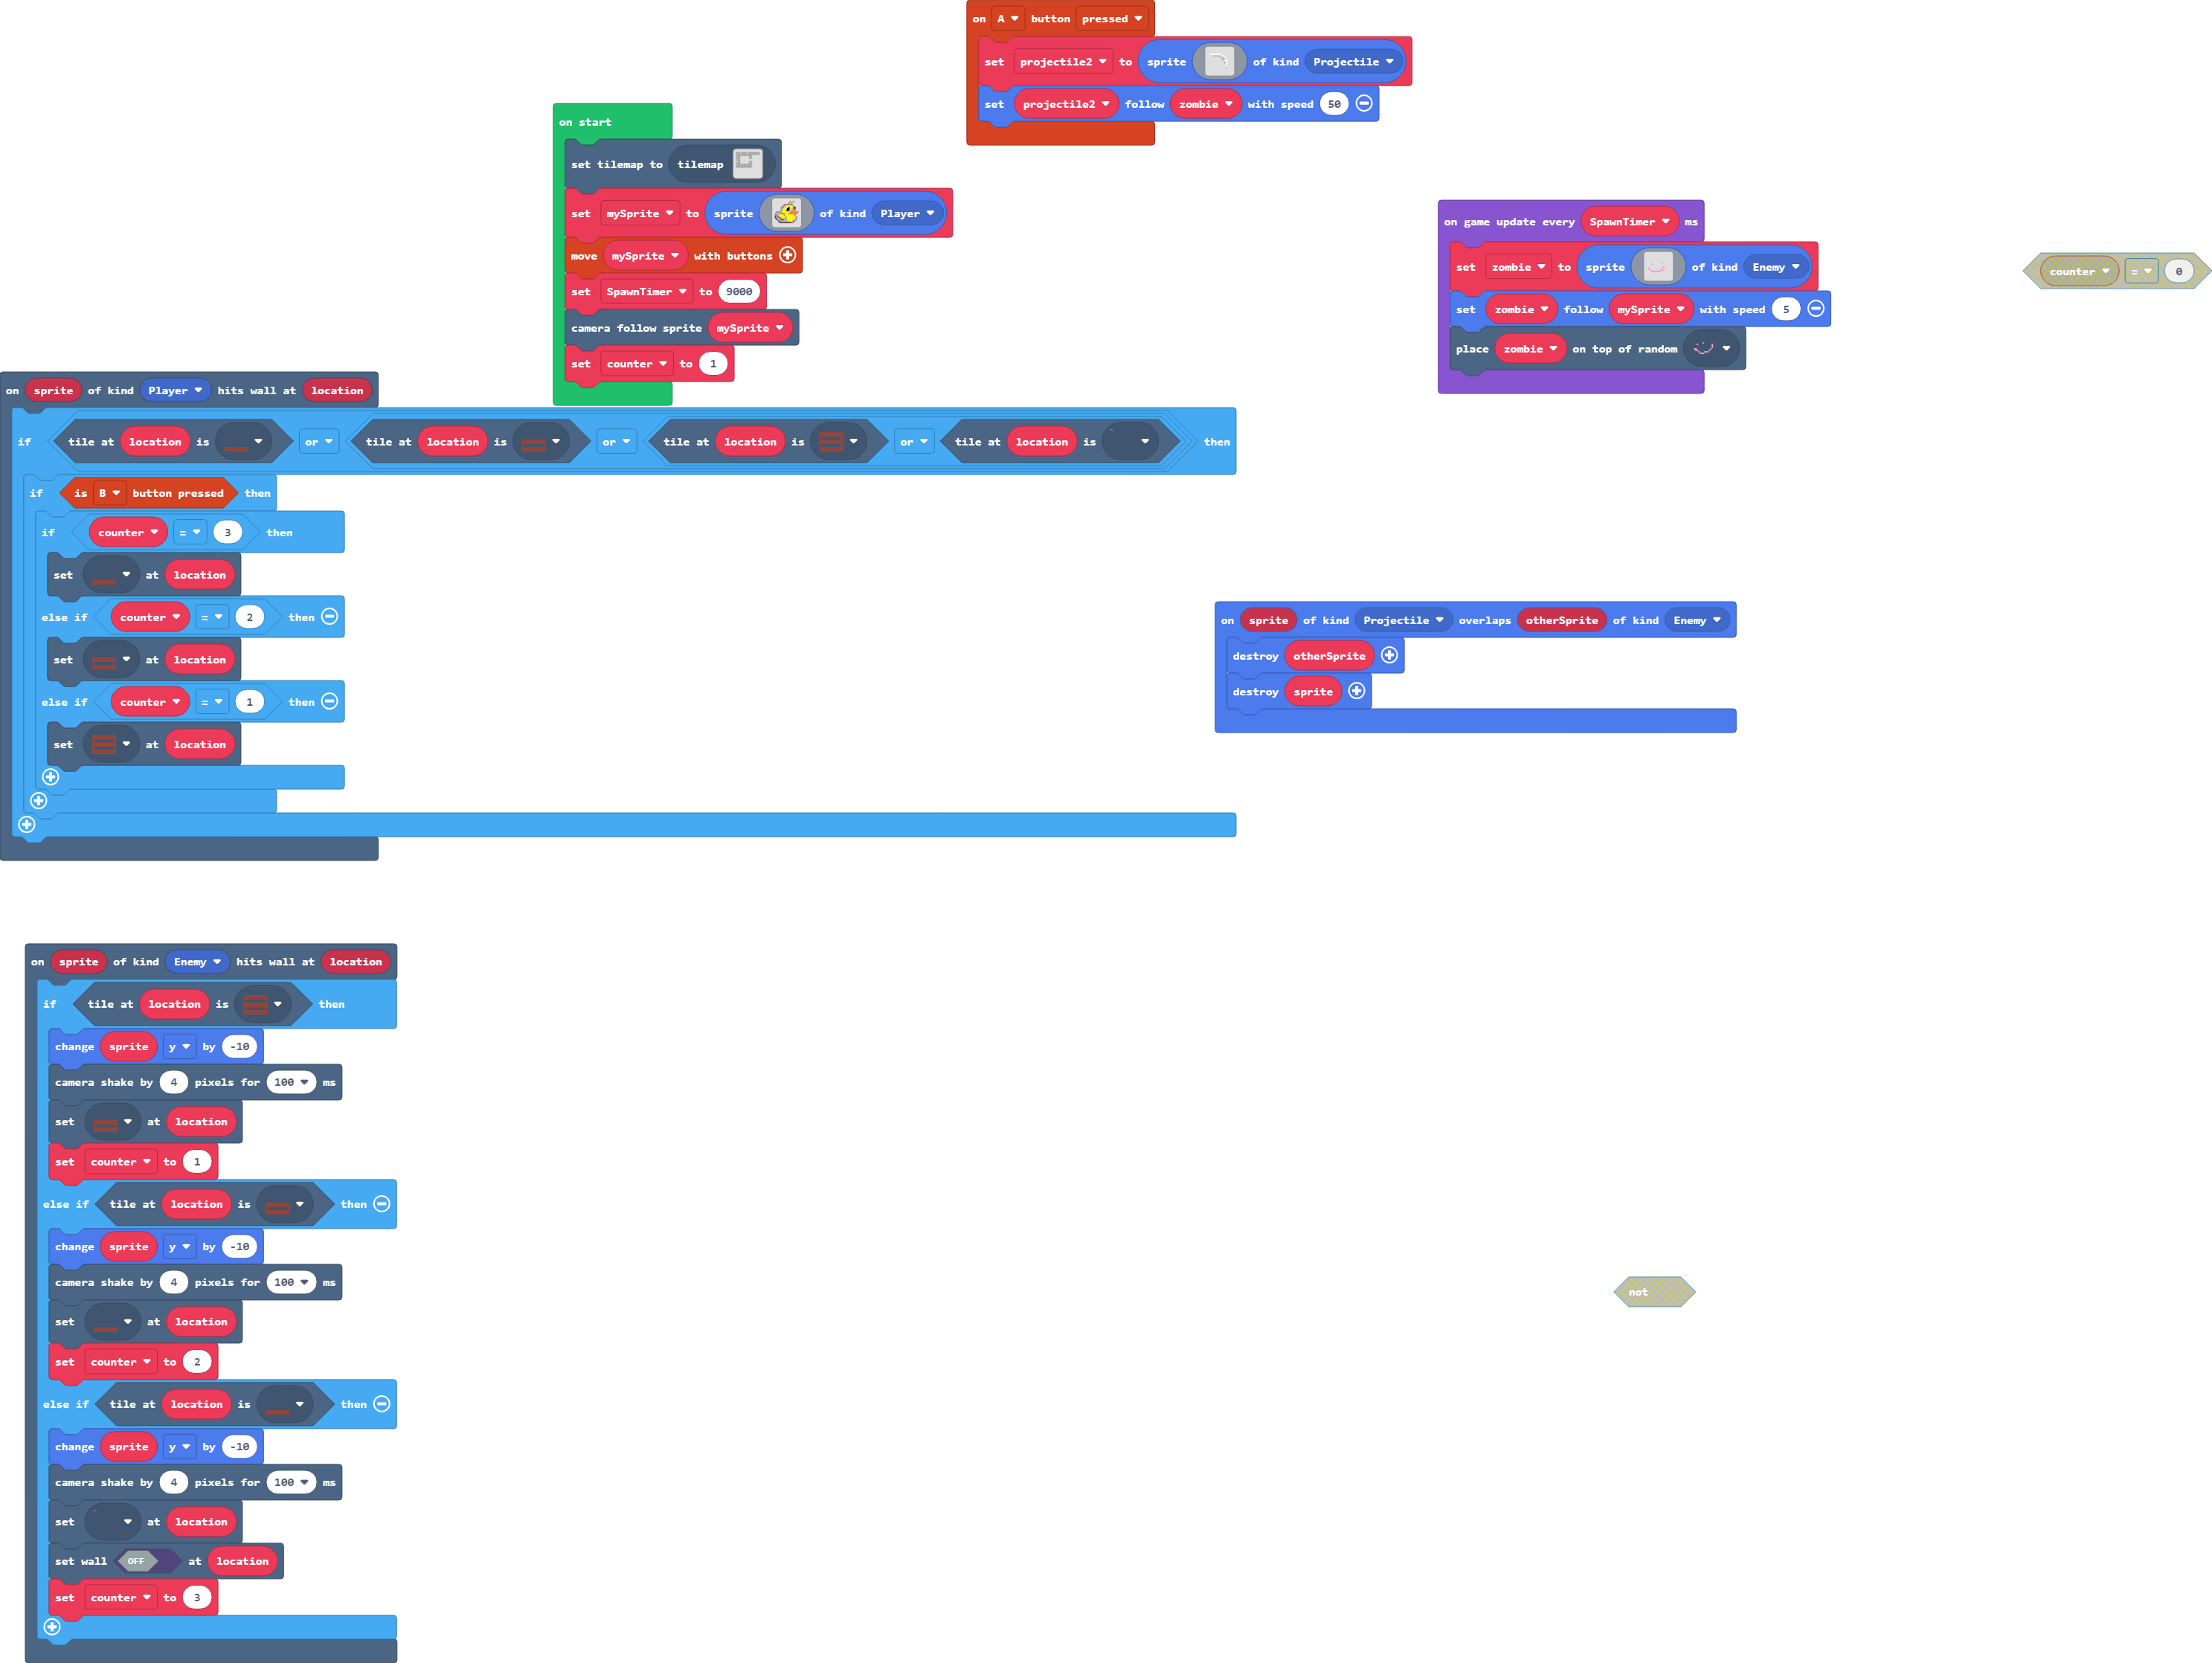 on A button pressed
set projectile2 to sprite of kind Projectile
set projectile2 follow zombie with speed 50
on start
set tilemap to tilemap
set mySprite to sprite of kind Player
move mySprite with buttons
set SpawnTimer to 9000
camera follow sprite mySprite
set counter to 1
on game update every SpawnTimer ms
set zombie to sprite of kind Enemy
set zombie follow mySprite with speed 5
place zombie on top of random
counter = 0
on sprite of kind Player hits wall at location
if tile at location is or tile at location is or tile at location is or tile at location is then
if is B button pressed then
if counter = 3 then
set at location
else if counter = 2 then
set at location
else if counter = 1 then
set at location
on sprite of kind Projectile overlaps otherSprite of kind Enemy
destroy otherSprite
destroy sprite
on sprite of kind Enemy hits wall at location
if tile at location is then
change sprite y by -10
camera shake by 4 pixels for 100 ms
set at location
set counter to 1
else if tile at location is then
change sprite y by -10
camera shake by 4 pixels for 100 ms
set at location
set counter to 2
else if tile at location is then
change sprite y by -10
camera shake by 4 pixels for 100 ms
set at location
set wall OFF at location
set counter to 3
not